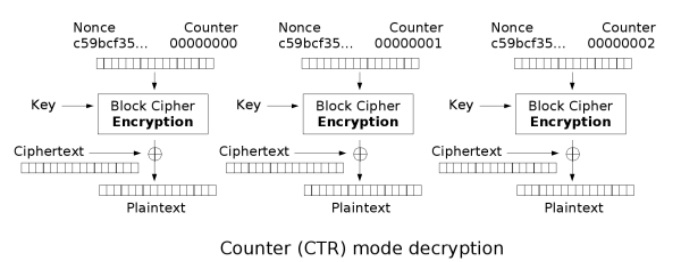 Nonce Counter Nonce Counter Nonce Counter
c59bcf35... 00000000 c59bcf35... 00000001 c59bcf35... 00000002
Key Block Cipher Key Block Cipher Key Block Cipher
Encryption Encryption Encryption
Ciphertext Ciphertext Ciphertext
Plaintext Plaintext Plaintext
Counter (CTR) mode decryption